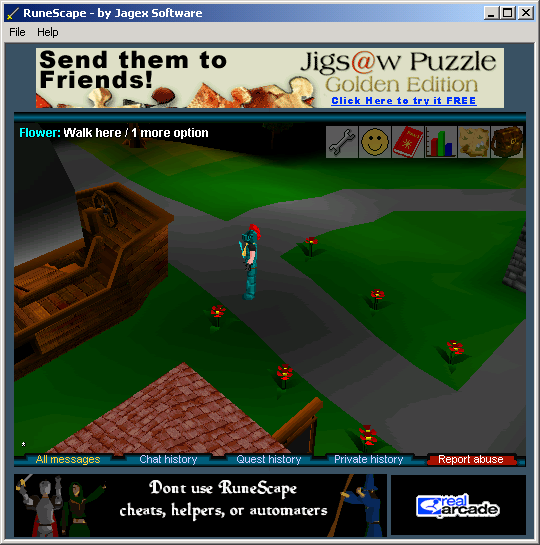 RuneScape - by Jagex Software
File Help
Send them to
Friends!
Jigs@w Puzzle
Golden Edition
Click Here to try it FREE
Flower: Walk here / 1 more option
*
All messages Chat history Quest history Private history Report abuse
Dont use RuneScape
cheats, helpers, or automaters
real
arcade